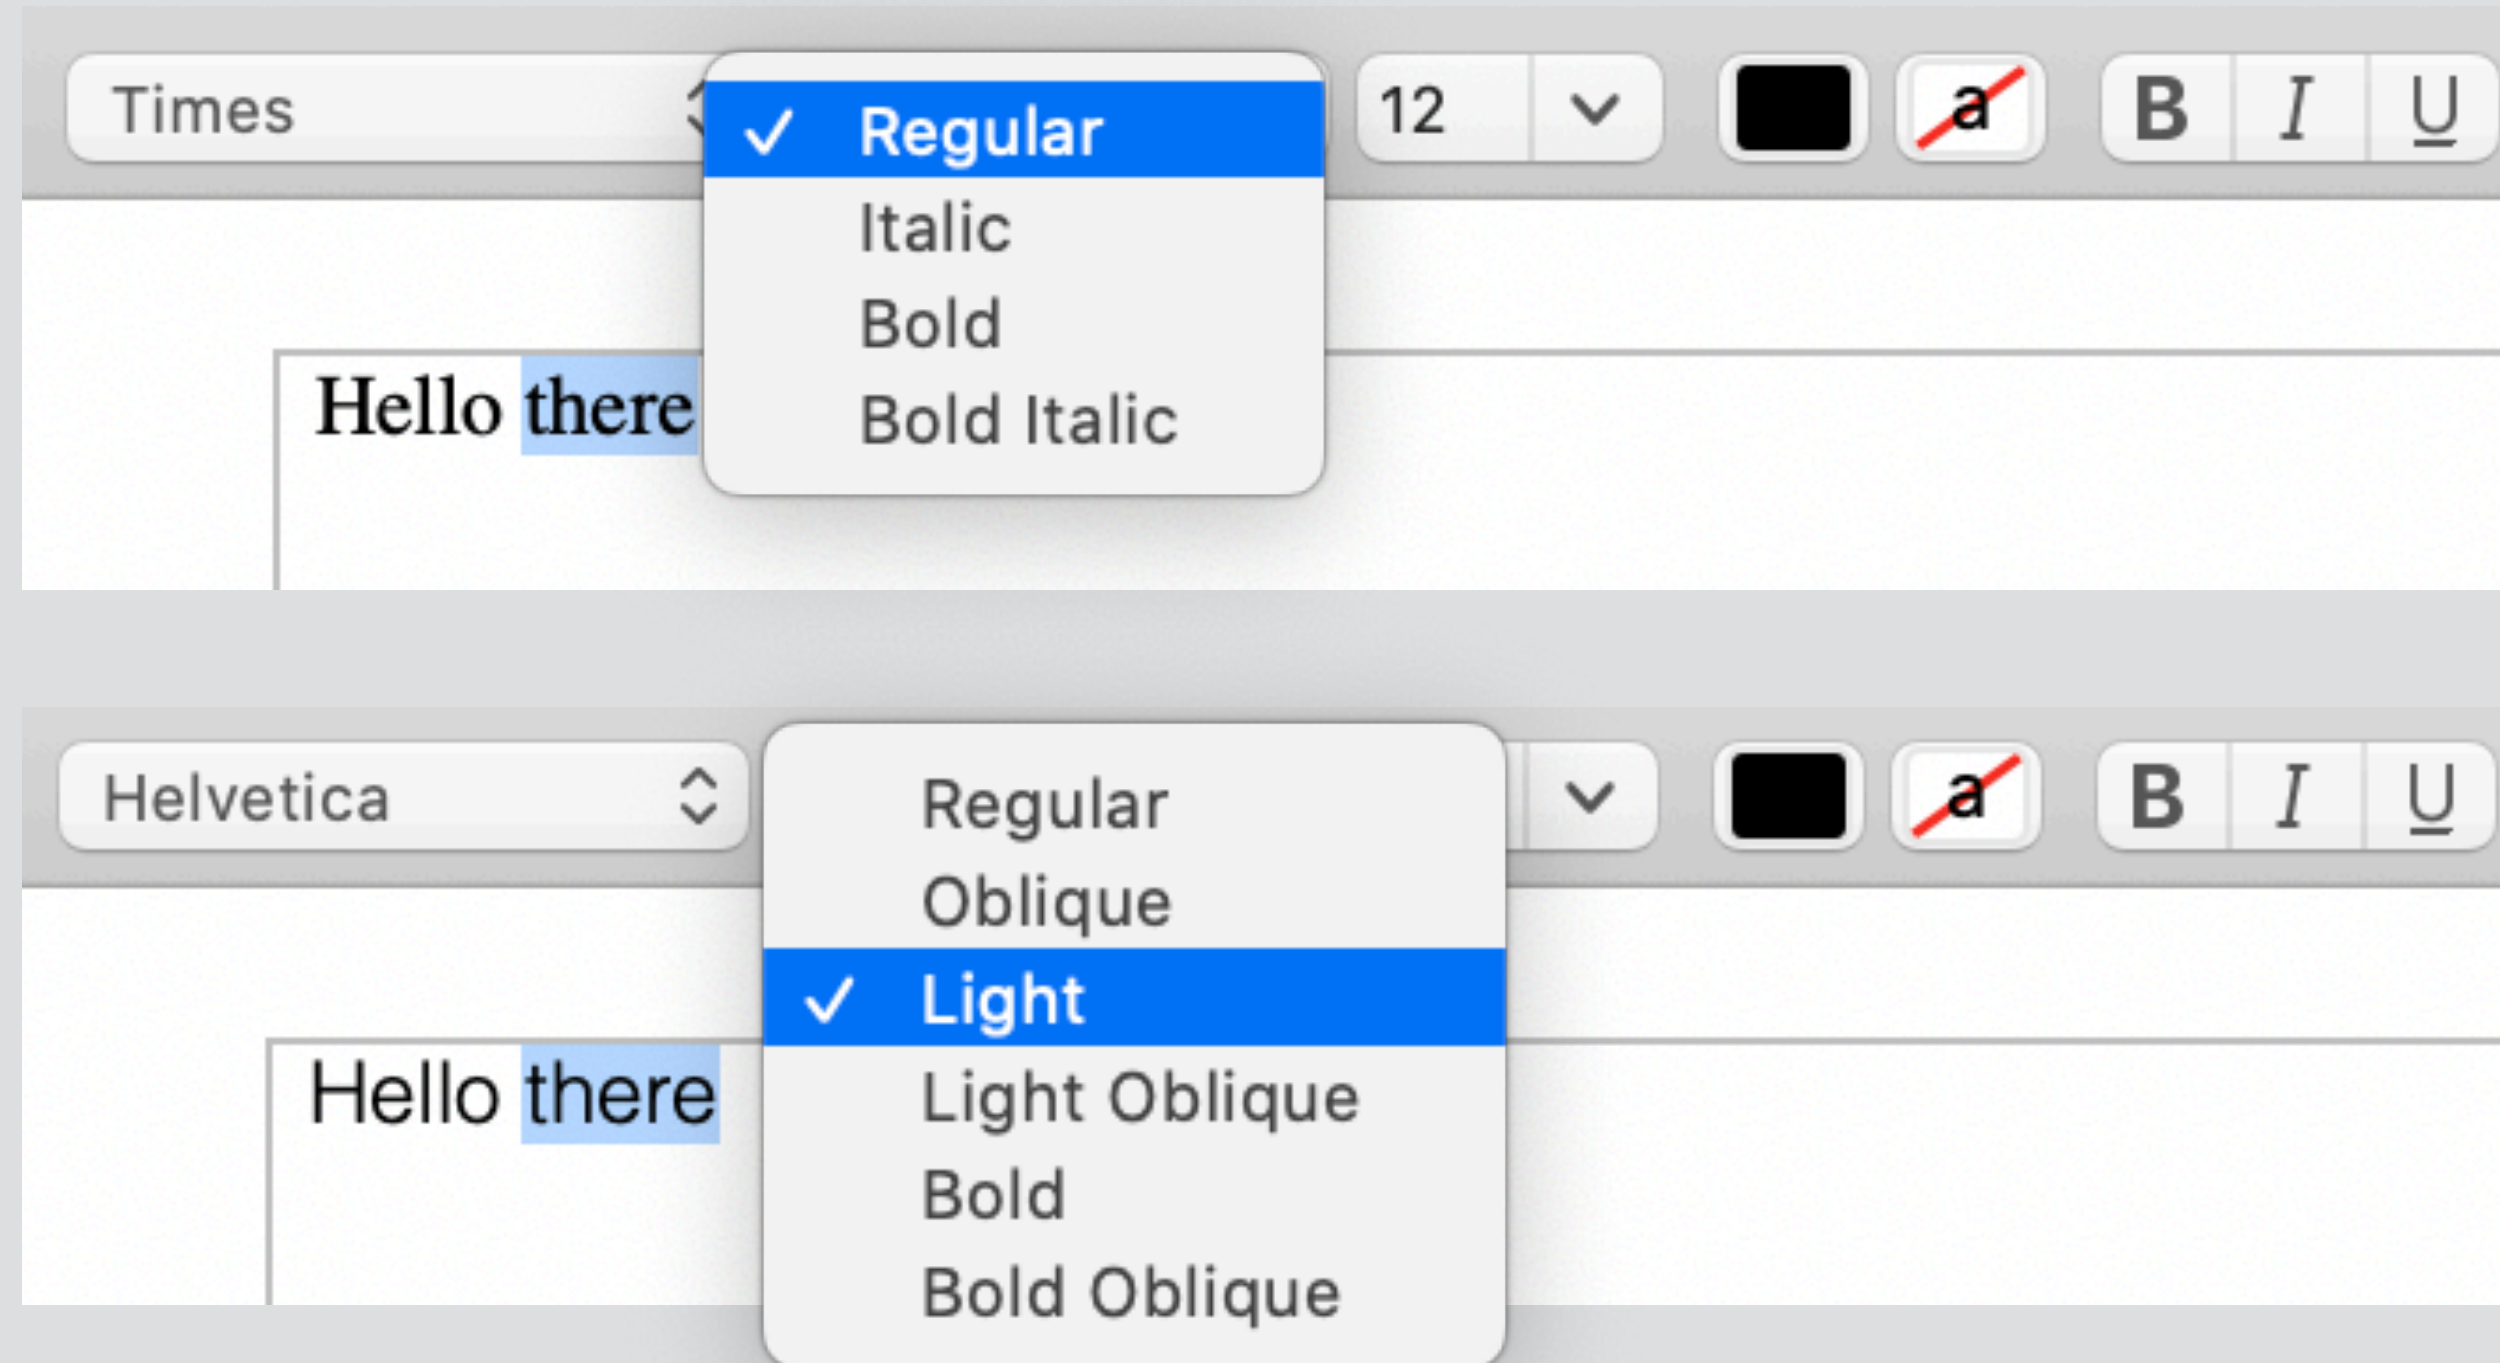 Times
Regular
12
a
B I U
Italic
Bold
Bold Italic
Hello there
Helvetica
a
B I U
Regular
Oblique
Light
Light Oblique
Bold
Bold Oblique
Hello there